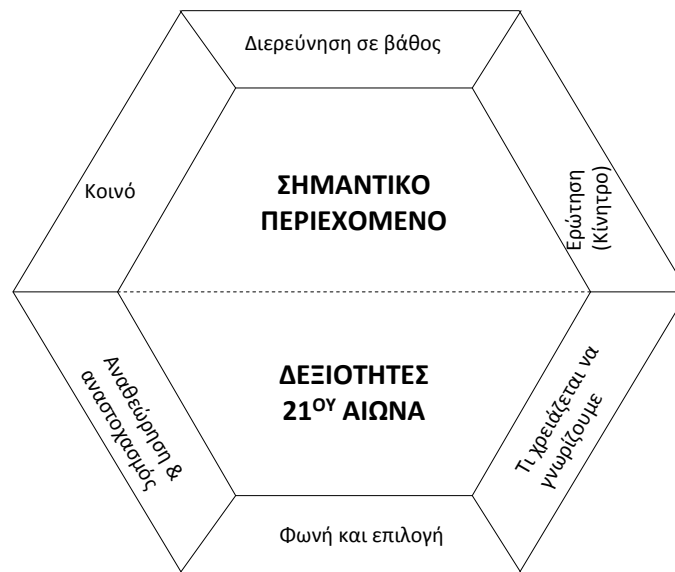 Διερεύνηση σε βάθος
Κοινό
ΣΗΜΑΝΤΙΚΟ
ΠΕΡΙΕΧΟΜΕΝΟ
Ερώτηση
(Κίνητρο)
ΔΕΞΙΟΤΗΤΕΣ
21ΟΥ ΑΙΩΝΑ
Αναθεώρηση &
αναστοχασμός
Τι χρειάζεται να
γνωρίζουμε
Φωνή και επιλογή